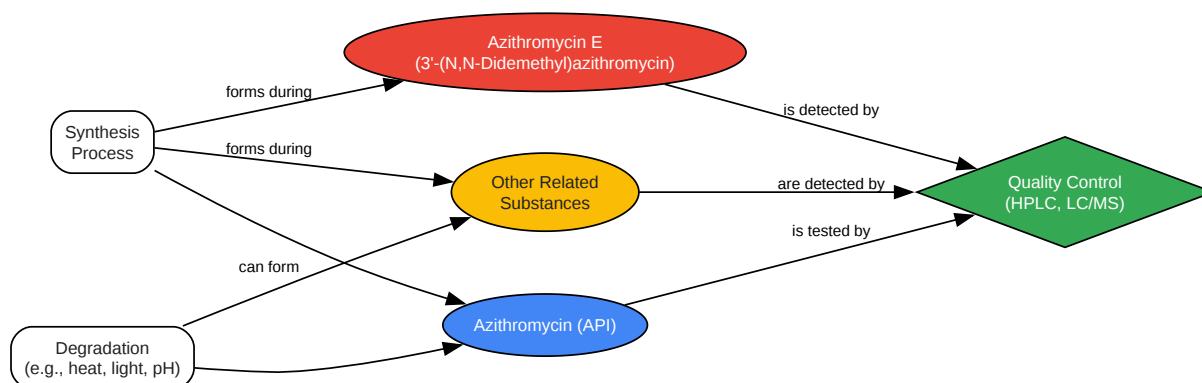 Azithromycin E
(3'-(N,N-Didemethyl)azithromycin)
forms during
is detected by
Synthesis
Process
forms during
Other Related
Substances
are detected by
Quality Control
(HPLC, LC/MS)
is tested by
can form
Azithromycin (API)
Degradation
(e.g., heat, light, pH)